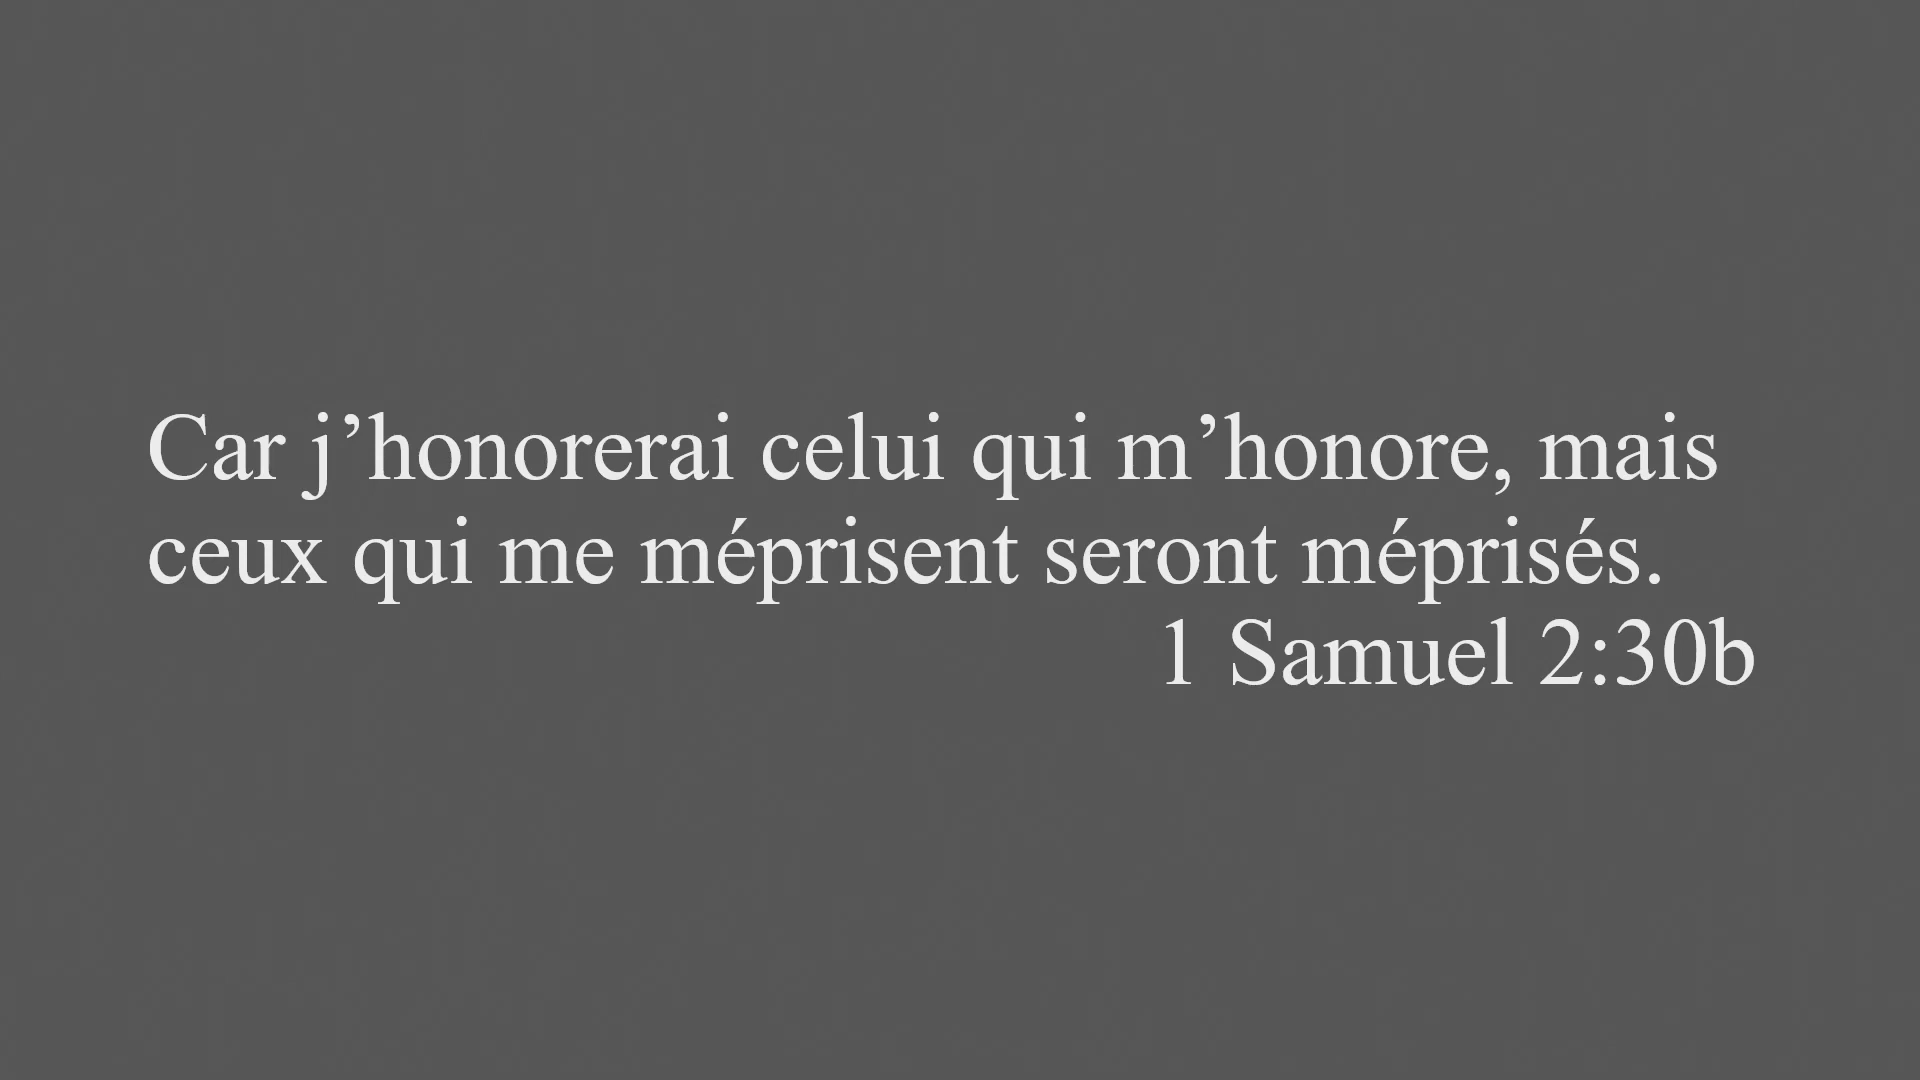 Car j’honorerai celui qui m’honore, mais
ceux qui me méprisent seront méprisés.
1 Samuel 2:30b